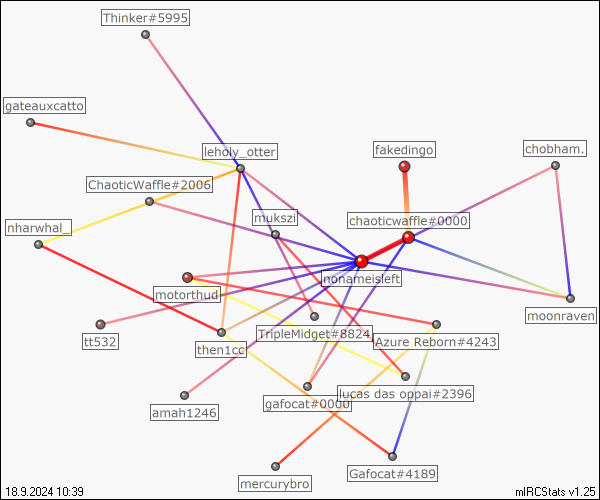 Thinker#5995
gateauxcatto
leholy_otter
fakedingo
chobham.
ChaoticWaffle#2006
mukszi
chaoticwaffle#0000
nharwhal_
nonameisleft
motorthud
moonraven
tt532
then1cc
TripleMidget#8824
Azure Reborn#4243
amah1246
gafocat#0000
lucas das oppai#2396
mercurybro
Gafocat#4189
18.9.2024 10:39
mIRCStats v1.25